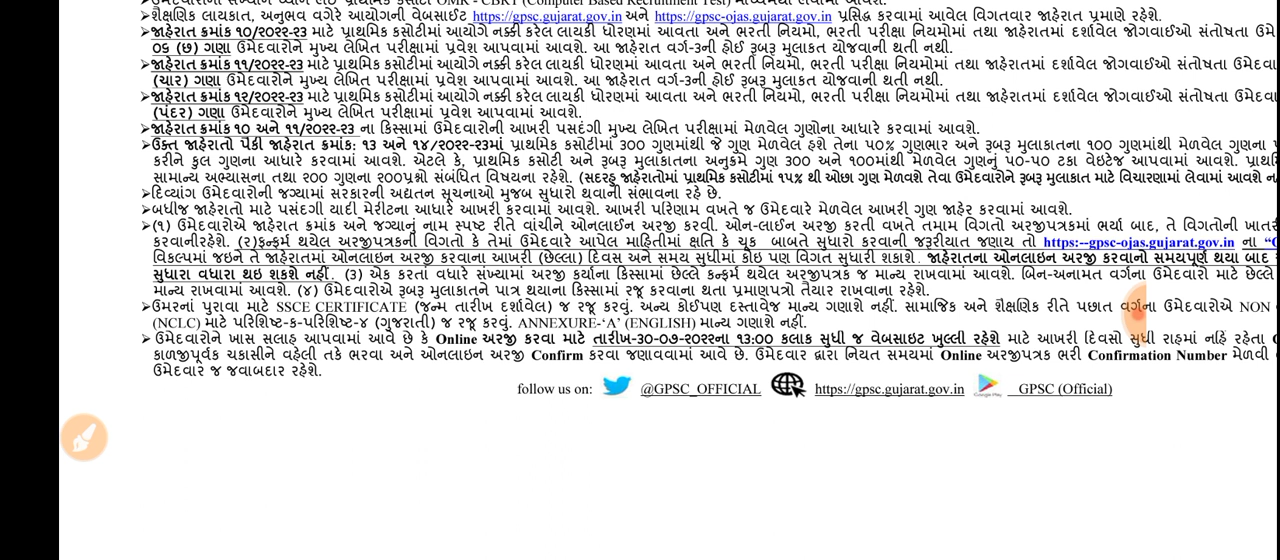 ➢શૈક્ષણિક લાયકાત, અનુભવ વગેરે આયોગની વેબસાઈટ https://gpsc.gujarat.gov.in અને https://gpsc-ojas.gujarat.gov.in પ્રસિદ્ધ કરવામાં આવેલ વિગતવાર જાહેરાત પ્રમાણે રહેશે.
➢જાહેરાત ક્રમાંક ૧૦/૨૦૨૨-૨૩ માટે પ્રાથમિક કસોટીમાં આયોગે નક્કી કરેલ લાયકી ધોરણમાં આવતા અને ભરતી નિયમો, ભરતી પરીક્ષા નિયમોમાં તથા જાહેરાતમાં દર્શાવેલ જોગવાઈઓ સંતોષતા
૦૬ (છ) ગણા ઉમેદવારોને મુખ્ય લેખિત પરીક્ષામાં પ્રવેશ આપવામાં આવશે. આ જાહેરાત વર્ગ-૩ની હોઈ રૂબરૂ મુલાકાત યોજવાની થતી નથી.
➢જાહેરાત ક્રમાંક ૧૧/૨૦૨૨-૨૩ માટે પ્રાથમિક કસોટીમાં આયોગે નક્કી કરેલ લાયકી ધોરણમાં આવતા અને ભરતી નિયમો, ભરતી પરીક્ષા નિયમોમાં તથા જાહેરાતમાં દર્શાવેલ જોગવાઈઓ સંતોષતા
(ચાર) ગણા ઉમેદવારોને મુખ્ય લેખિત પરીક્ષામાં પ્રવેશ આપવામાં આવશે. આ જાહેરાત વર્ગ-૩ની હોઈ રૂબરૂ મુલાકાત યોજવાની થતી નથી.
➢જાહેરાત ક્રમાંક ૧૨/૨૦૨૨-૨૩ માટે પ્રાથમિક કસોટીમાં આયોગે નક્કી કરેલ લાયકી ધોરણમાં આવતા અને ભરતી નિયમો, ભરતી પરીક્ષા નિયમોમાં તથા જાહેરાતમાં દર્શાવેલ જોગવાઈઓ સંતોષતા
(પંદર) ગણા ઉમેદવારોને મુખ્ય લેખિત પરીક્ષામાં પ્રવેશ આપવામાં આવશે.
➢જાહેરાત ક્રમાંક ૧૦ અને ૧૧/૨૦૨૨-૨૩ ના કિસ્સામાં ઉમેદવારોની આખરી પસદંગી મુખ્ય લેખિત પરીક્ષામાં મેળવેલ ગુણોના આધારે કરવામાં આવશે.
➢ઉક્ત જાહેરાતો પૈકી જાહેરાત ક્રમાંક: ૧૩ અને ૧૪/૨૦૨૨-૨૩માં પ્રાથમિક કસોટીમાં ૩૦૦ ગુણમાંથી જે ગુણ મેળવેલ હશે તેના ૫૦% ગુણભાર અને રૂબરૂ મુલાકાતના ૧૦૦ ગુણમાંથી મેળવેલ ગુણના
કરીને કુલ ગુણના આધારે કરવામાં આવશે. એટલે કે, પ્રાથમિક કસોટી અને રૂબરૂ મુલાકાતના અનુક્રમે ગુણ ૩૦૦ અને ૧૦૦માંથી મેળવેલ ગુણનું ૫૦-૫૦ ટકા વેઇટેજ આપવામાં આવશે.
સામાન્ય અભ્યાસના તથા ૨૦૦ ગુણના ૨૦૦પ્રશ્નો સંબંધિત વિષયના રહેશે. (સદરહુ જાહેરાતોમાં પ્રાથમિક કસોટીમાં ૧૫% થી ઓછા ગુણ મેળવશે તેવા ઉમેદવારોને રૂબરૂ મુલાકાત માટે વિચારણામાં લેવામાં આવશે
➢દિવ્યાંગ ઉમેદવારોની જગ્યામાં સરકારની અદ્યતન સૂચનાઓ મુજબ સુધારો થવાની સંભાવના રહે છે.
➢બધીજ જાહેરાતો માટે પસંદગી યાદી મેરીટના આધારે આખરી કરવામાં આવશે. આખરી પરિણામ વખતે જ ઉમેદવારે મેળવેલ આખરી ગુણ જાહેર કરવામાં આવશે.
➢(૧) ઉમેદવારોએ જાહેરાત ક્રમાંક અને જગ્યાનું નામ સ્પષ્ટ રીતે વાંચીને ઓનલાઈન અરજી કરવી. ઓન-લાઈન અરજી કરતી વખતે તમામ વિગતો અરજીપત્રકમાં ભર્યા બાદ, તે વિગતોની
કરવાનીરહેશે. (૨)કન્ફર્મ થયેલ અરજીપત્રકની વિગતો કે તેમાં ઉમેદવારે આપેલ માહિતીમાં ક્ષતિ કે ચૂક બાબતે સુધારો કરવાની જરૂરીયાત જણાય તો https:--gpsc-ojas.gujarat.gov.in ના
વિકલ્પમાં જઇને તે જાહેરાતમાં ઓનલાઇન અરજી કરવાના આખરી (છેલ્લા) દિવસ અને સમય સુધીમાં કોઇ પણ વિગત સુધારી શકાશે. જાહેરાતના ઓનલાઇન અરજી કરવાનો સમયપૂર્ણ થયા બાદ
સુધારા વધારા થઇ શકશે નહીં. (૩) એક કરતાં વધારે સંખ્યામાં અરજી કર્યાના કિસ્સામાં છેલ્લે કન્ફર્મ થયેલ અરજીપત્રક જ માન્ય રાખવામાં આવશે. બિન-અનામત વર્ગના ઉમેદવારો માટે છેલ્લે
માન્ય રાખવામાં આવશે. (૪) ઉમેદવારોએ રૂબરૂ મુલાકાતને પાત્ર થયાના કિસ્સામાં રજૂ કરવાના થતા પ્રમાણપત્રો તૈયાર રાખવાના રહેશે.
➢ઉમરનાં પુરાવા માટે SSCE CERTIFICATE (જન્મ તારીખ દર્શાવેલ) જ રજૂ કરવું. અન્ય કોઈપણ દસ્તાવેજ માન્ય ગણાશે નહીં. સામાજિક અને શૈક્ષણિક રીતે પછાત વર્ગના ઉમેદવારોએ NON
(NCLC) માટે પરિશિષ્ટ-ક-પરિશિષ્ટ-૪ (ગુજરાતી) જ રજૂ કરવું. ANNEXURE-‘A’ (ENGLISH) માન્ય ગણાશે નહીં.
➢ ઉમેદવારોને ખાસ સલાહ આપવામાં આવે છે કે Online અરજી કરવા માટે તારીખ-30-૦૭-૨૦૨૨ના ૧૩:૦૦ કલાક સુધી જ વેબસાઇટ ખુલ્લી રહેશે માટે આખરી દિવસો સુધી રાહમાં નહિં રહેતા
કાળજીપૂર્વક ચકાસીને વહેલી તકે ભરવા અને ઓનલાઇન અરજી Confirm કરવા જણાવવામાં આવે છે. ઉમેદવાર દ્વારા નિયત સમયમાં Online અરજીપત્રક ભરી Confirmation Number મેળવી
ઉમેદવાર જ જવાબદાર રહેશે.
follow us on: @GPSC_OFFICIAL https://gpsc.gujarat.gov.in GPSC (Official)